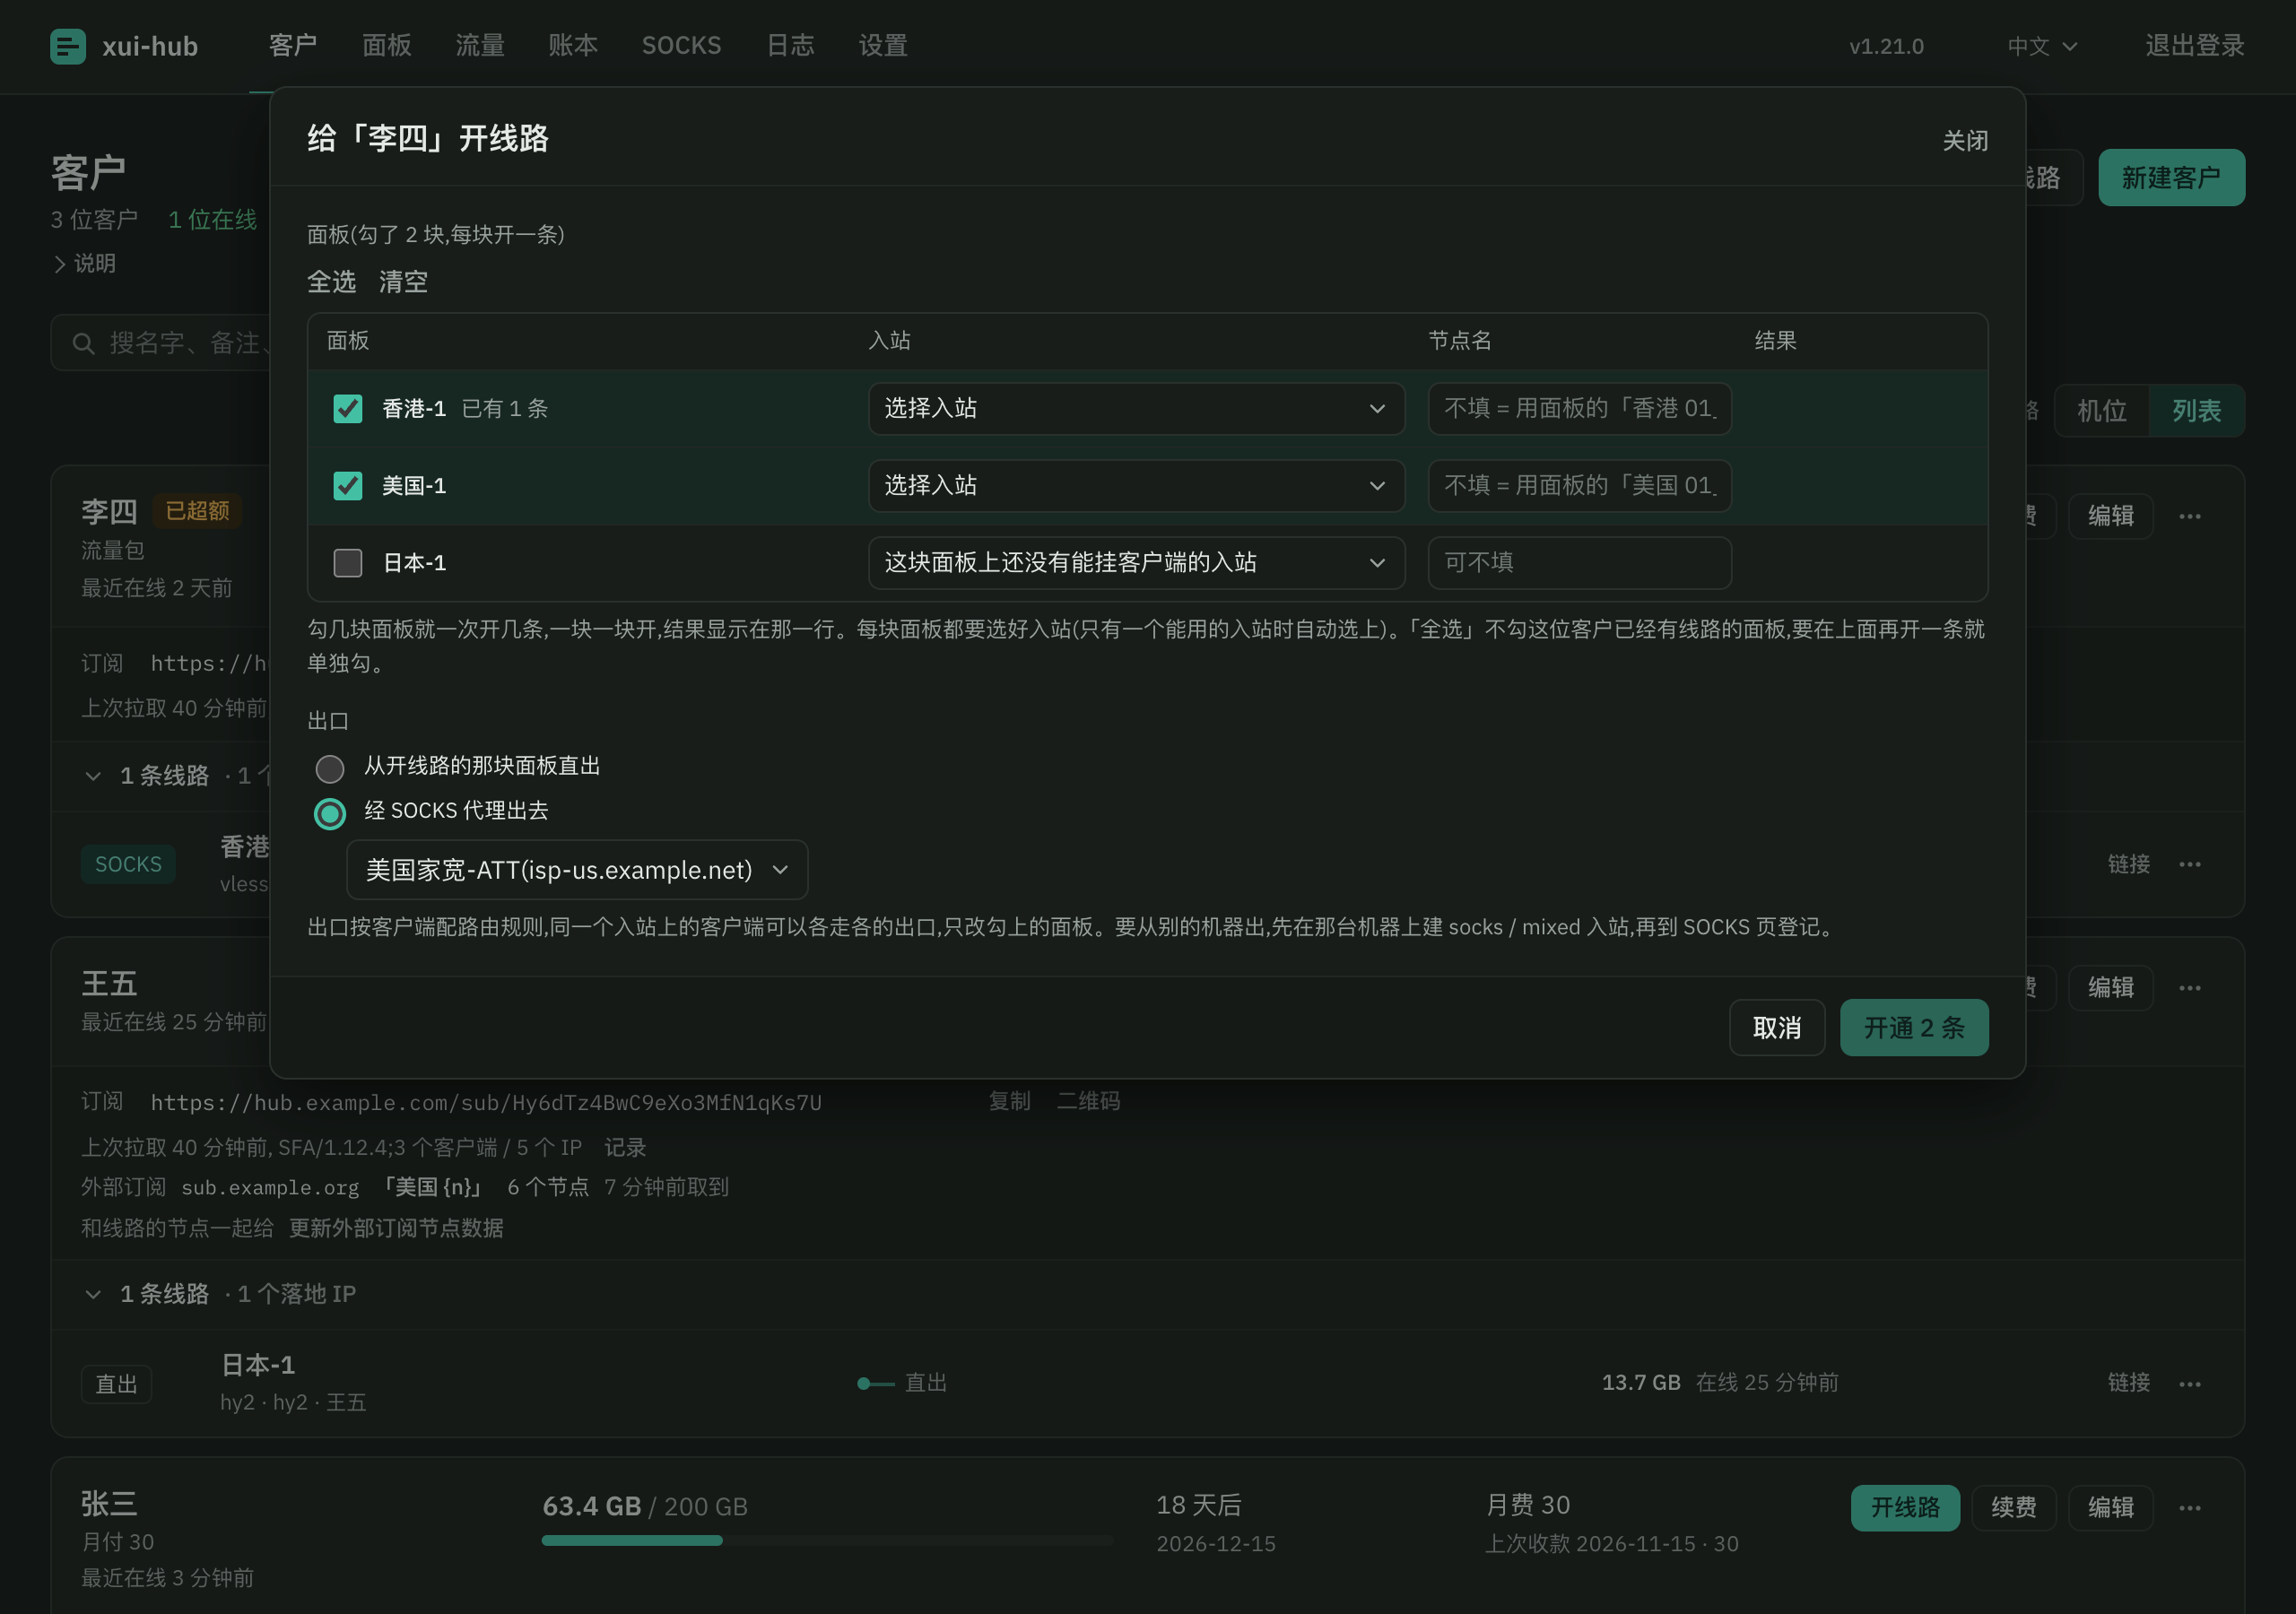 xui-hub 客户 面板 流量 账本 SOCKS 日志 设置 v1.21.0 中文 退出登录
客户
3 位客户 1 位在线
说明
线路 新建客户
搜名字、备注、
机位 列表
给「李四」开线路 关闭
面板(勾了 2 块,每块开一条)
全选 清空
面板 入站 节点名 结果
香港-1 已有 1 条 选择入站 不填 = 用面板的「香港 01_
美国-1 选择入站 不填 = 用面板的「美国 01_
日本-1 这块面板上还没有能挂客户端的入站 可不填
勾几块面板就一次开几条,一块一块开,结果显示在那一行。每块面板都要选好入站(只有一个能用的入站时自动选上)。「全选」不勾这位客户已经有线路的面板,要在上面再开一条就
单独勾。
出口
从开线路的那块面板直出
经 SOCKS 代理出去
美国家宽-ATT(isp-us.example.net)
出口按客户端配路由规则,同一个入站上的客户端可以各走各的出口,只改勾上的面板。要从别的机器出,先在那台机器上建 socks / mixed 入站,再到 SOCKS 页登记。
取消 开通 2 条
李四 已超额
流量包
最近在线 2 天前
费 编辑
订阅 https://h
上次拉取 40 分钟前
1 条线路 · 1
SOCKS 香港
vless
链接
王五
最近在线 25 分钟前
费 编辑
订阅 https://hub.example.com/sub/Hy6dTz4BwC9eXo3MfN1qKs7U 复制 二维码
上次拉取 40 分钟前, SFA/1.12.4;3 个客户端 / 5 个 IP 记录
外部订阅 sub.example.org 「美国 {n}」 6 个节点 7 分钟前取到
和线路的节点一起给 更新外部订阅节点数据
1 条线路 · 1 个落地 IP
直出 日本-1
hy2 · hy2 · 王五
直出 13.7 GB 在线 25 分钟前 链接
张三 63.4 GB / 200 GB 18 天后 月费 30 开线路 续费 编辑
月付 30 2026-12-15 上次收款 2026-11-15 · 30
最近在线 3 分钟前